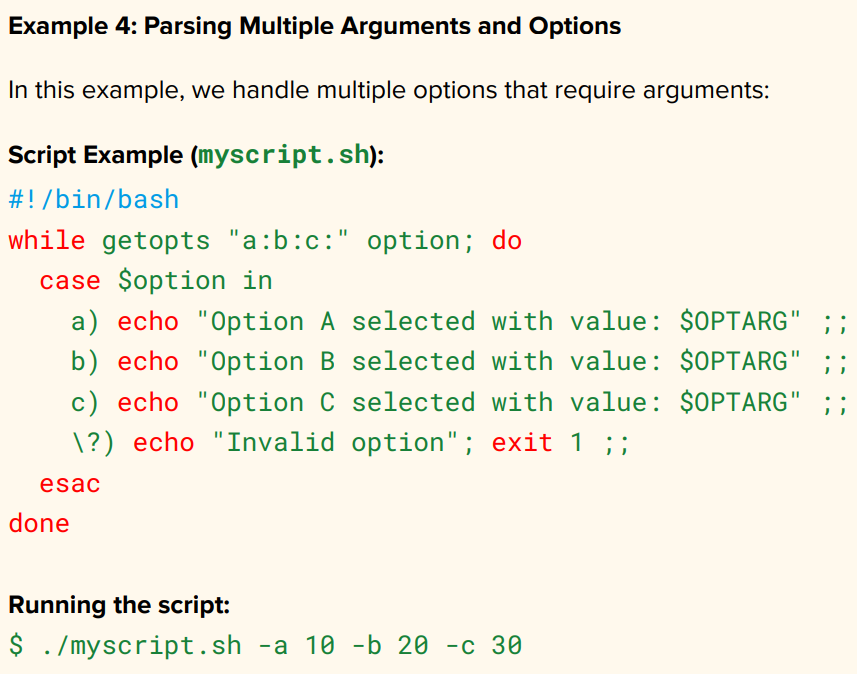 Example 4: Parsing Multiple Arguments and Options
In this example, we handle multiple options that require arguments:
Script Example (myscript.sh):
#!/bin/bash
while getopts "a:b:c:" option; do
  case $option in
    a) echo "Option A selected with value: $OPTARG" ;;
    b) echo "Option B selected with value: $OPTARG" ;;
    c) echo "Option C selected with value: $OPTARG" ;;
    \?) echo "Invalid option"; exit 1 ;;
  esac
done
Running the script:
$ ./myscript.sh -a 10 -b 20 -c 30